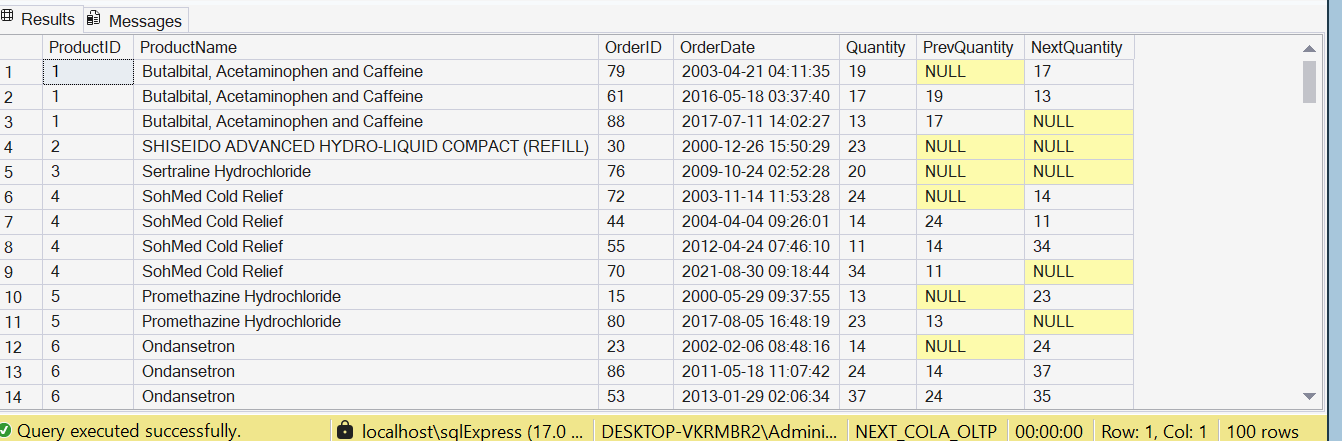 Results Messages
ProductID ProductName OrderID OrderDate Quantity PrevQuantity NextQuantity
1 1 Butalbital, Acetaminophen and Caffeine 79 2003-04-21 04:11:35 19 NULL 17
2 1 Butalbital, Acetaminophen and Caffeine 61 2016-05-18 03:37:40 17 19 13
3 1 Butalbital, Acetaminophen and Caffeine 88 2017-07-11 14:02:27 13 17 NULL
4 2 SHISEIDO ADVANCED HYDRO-LIQUID COMPACT (REFILL) 30 2000-12-26 15:50:29 23 NULL NULL
5 3 Sertraline Hydrochloride 76 2009-10-24 02:52:28 20 NULL NULL
6 4 SohMed Cold Relief 72 2003-11-14 11:53:28 24 NULL 14
7 4 SohMed Cold Relief 44 2004-04-04 09:26:01 14 24 11
8 4 SohMed Cold Relief 55 2012-04-24 07:46:10 11 14 34
9 4 SohMed Cold Relief 70 2021-08-30 09:18:44 34 11 NULL
10 5 Promethazine Hydrochloride 15 2000-05-29 09:37:55 13 NULL 23
11 5 Promethazine Hydrochloride 80 2017-08-05 16:48:19 23 13 NULL
12 6 Ondansetron 23 2002-02-06 08:48:16 14 NULL 24
13 6 Ondansetron 86 2011-05-18 11:07:42 24 14 37
14 6 Ondansetron 53 2013-01-29 02:06:34 37 24 35
Query executed successfully. localhost\sqlExpress (17.0 ... DESKTOP-VKRMBR2\Admini... NEXT_COLA_OLTP 00:00:00 Row: 1, Col: 1 100 rows